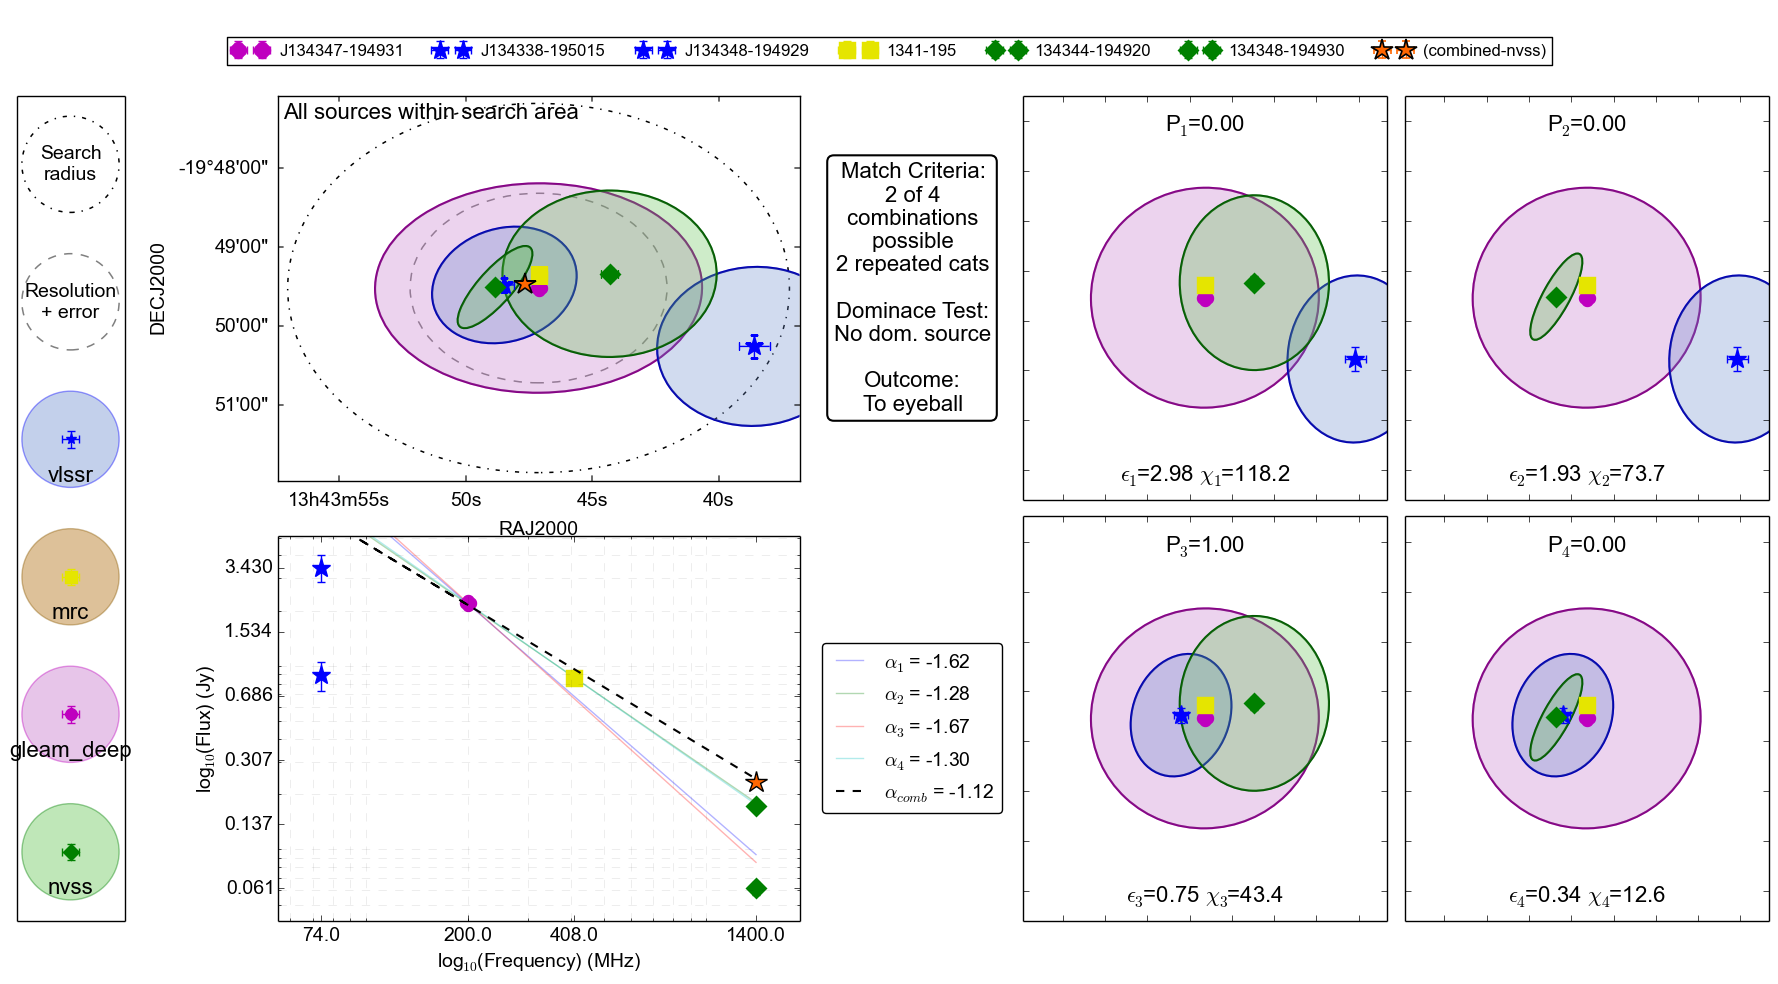 J134347-194931 J134338-195015 J134348-194929 1341-195 134344-194920 134348-194930 (combined-nvss)
Search
radius
Resolution
+ error
vlssr
mrc
gleam_deep
nvss
All sources within search area
DECJ2000
-19°48'00"
49'00"
50'00"
51'00"
13h43m55s 50s 45s 40s
RAJ2000
Match Criteria:
2 of 4
combinations
possible
2 repeated cats
Dominace Test:
No dom. source
Outcome:
To eyeball
P₁=0.00
ϵ₁=2.98 χ₁=118.2
P₂=0.00
ϵ₂=1.93 χ₂=73.7
P₃=1.00
ϵ₃=0.75 χ₃=43.4
P₄=0.00
ϵ₄=0.34 χ₄=12.6
log₁₀(Flux) (Jy)
3.430
1.534
0.686
0.307
0.137
0.061
74.0 200.0 408.0 1400.0
log₁₀(Frequency) (MHz)
α₁ = -1.62
α₂ = -1.28
α₃ = -1.67
α₄ = -1.30
α_comb = -1.12